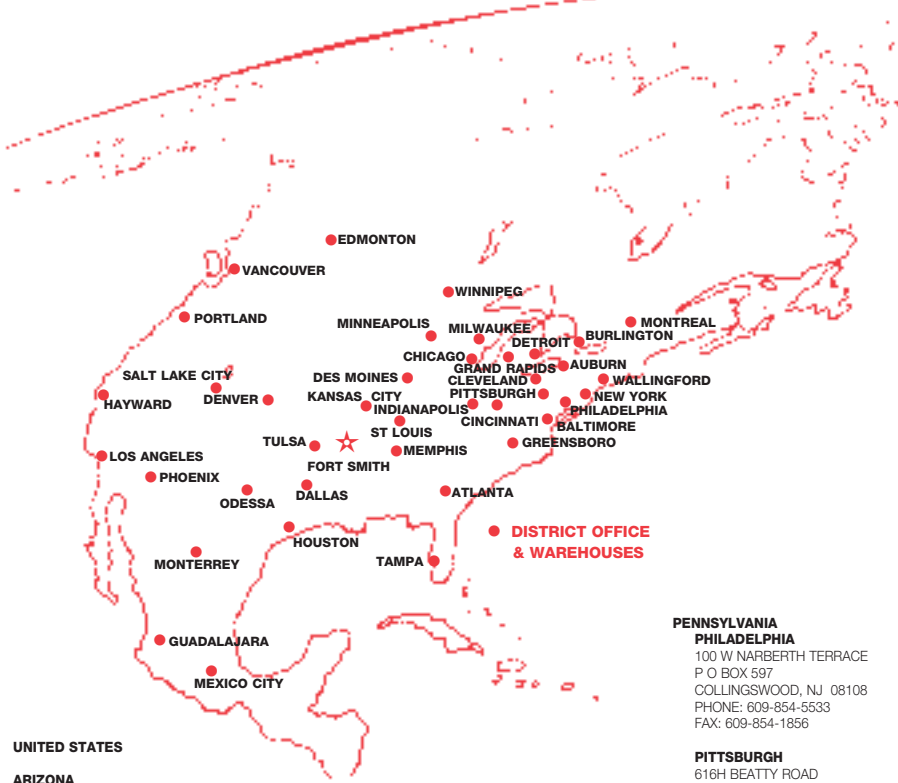 EDMONTON
VANCOUVER
WINNIPEG
PORTLAND
MONTREAL
MINNEAPOLIS
MILWAUKEE
BURLINGTON
DETROIT
CHICAGO
GRAND RAPIDS
AUBURN
SALT LAKE CITY
DES MOINES
CLEVELAND
WALLINGFORD
HAYWARD
DENVER
KANSAS CITY
PITTSBURGH
NEW YORK
INDIANAPOLIS
PHILADELPHIA
CINCINNATI
BALTIMORE
ST LOUIS
TULSA
GREENSBORO
LOS ANGELES
MEMPHIS
FORT SMITH
PHOENIX
ODESSA
DALLAS
ATLANTA
HOUSTON
DISTRICT OFFICE
& WAREHOUSES
MONTERREY
TAMPA
GUADALAJARA
MEXICO CITY
PENNSYLVANIA
PHILADELPHIA
100 W NARBERTH TERRACE
P O BOX 597
COLLINGSWOOD, NJ 08108
PHONE: 609-854-5533
FAX: 609-854-1856
PITTSBURGH
616H BEATTY ROAD
UNITED STATES
ARIZONA